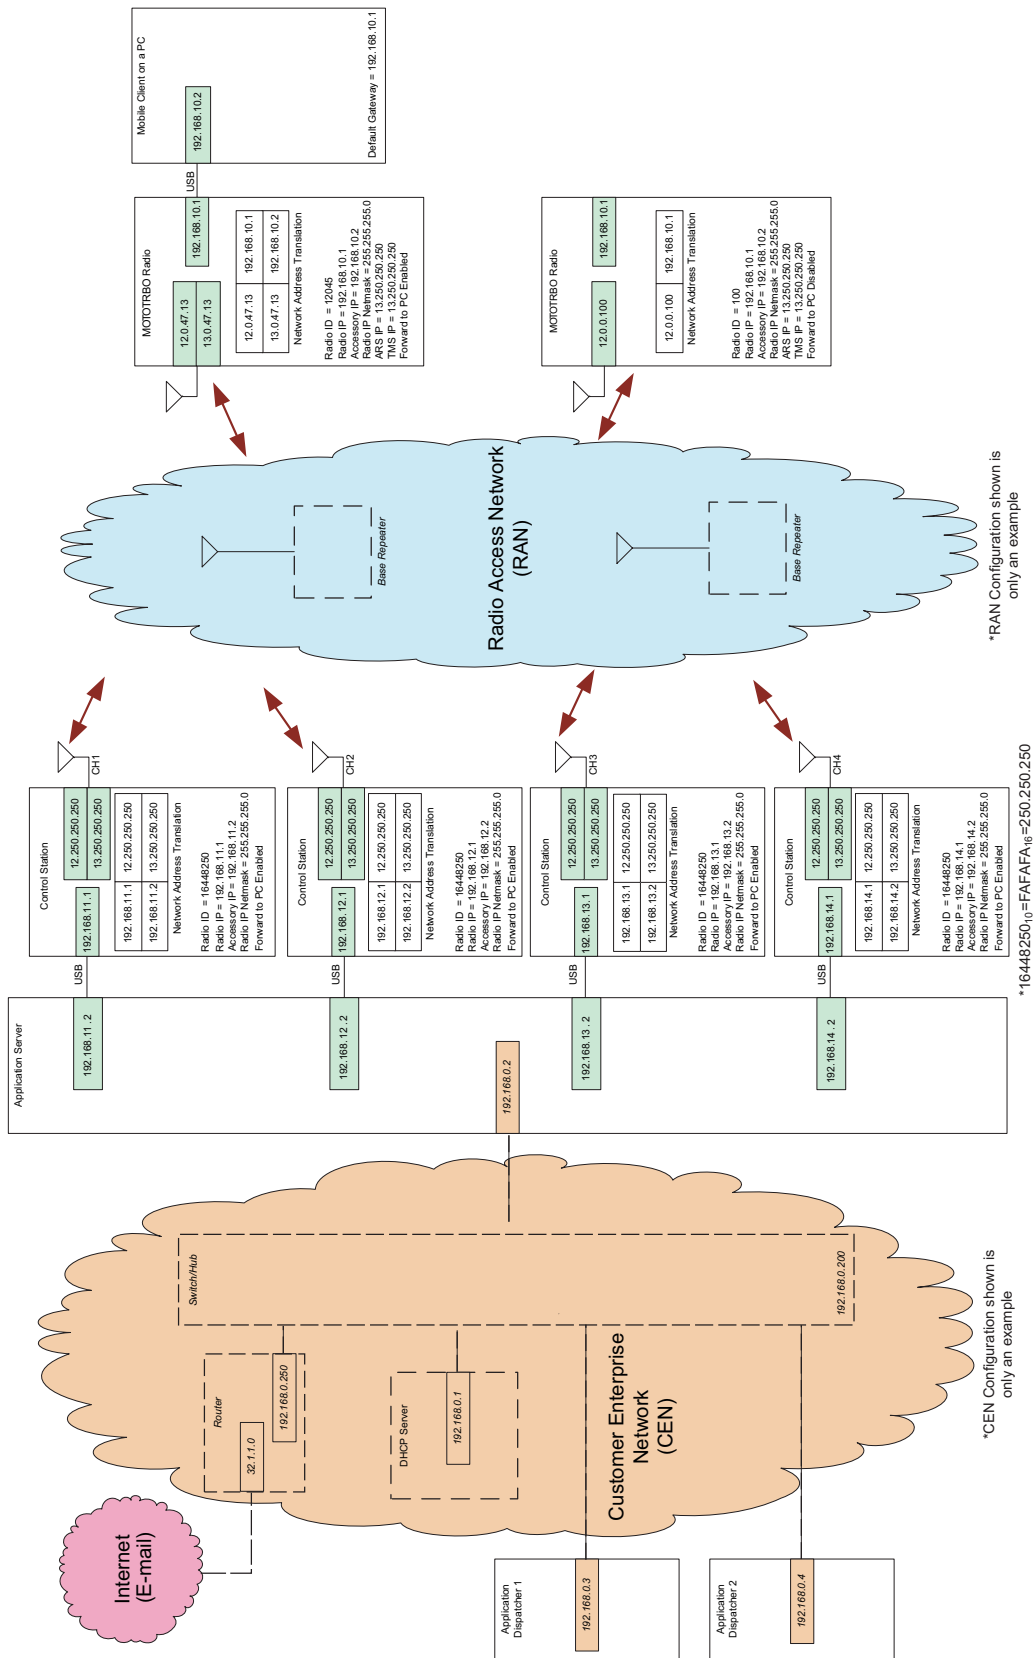 Internet
(E-mail)
Router
32.1.1.0
192.168.0.250
DHCP Server
192.168.0.1
Switch/Hub
192.168.0.200
Customer Enterprise
Network
(CEN)
Application
Dispatcher 1
192.168.0.3
Application
Dispatcher 2
192.168.0.4
*CEN Configuration shown is
only an example
Application Server
192.168.0.2
192.168.11 .2
192.168.12 .2
192.168.13 .2
192.168.14 .2
USB
Control Station
192.168.11.1
12.250.250.250
13.250.250.250
192.168.11.1 12.250.250.250
192.168.11.2 13.250.250.250
Network Address Translation
Radio ID = 16448250
Radio IP = 192.168.11.1
Accessory IP = 192.168.11.2
Radio IP Netmask = 255.255.255.0
Forward to PC Enabled
CH1
USB
Control Station
192.168.12.1
12.250.250.250
13.250.250.250
192.168.12.1 12.250.250.250
192.168.12.2 13.250.250.250
Network Address Translation
Radio ID = 16448250
Radio IP = 192.168.12.1
Accessory IP = 192.168.12.2
Radio IP Netmask = 255.255.255.0
Forward to PC Enabled
CH2
USB
Control Station
192.168.13.1
12.250.250.250
13.250.250.250
192.168.13.1 12.250.250.250
192.168.13.2 13.250.250.250
Network Address Translation
Radio ID = 16448250
Radio IP = 192.168.13.1
Accessory IP = 192.168.13.2
Radio IP Netmask = 255.255.255.0
Forward to PC Enabled
CH3
USB
Control Station
192.168.14.1
12.250.250.250
13.250.250.250
192.168.14.1 12.250.250.250
192.168.14.2 13.250.250.250
Network Address Translation
Radio ID = 16448250
Radio IP = 192.168.14.1
Accessory IP = 192.168.14.2
Radio IP Netmask = 255.255.255.0
Forward to PC Enabled
CH4
*16448250₁₀=FAFAFA₁₆=250.250.250
Base Repeater
Base Repeater
Radio Access Network
(RAN)
*RAN Configuration shown is
only an example
MOTOTRBO Radio
12.0.47.13
13.0.47.13
192.168.10.1
12.0.47.13 192.168.10.1
13.0.47.13 192.168.10.2
Network Address Translation
Radio ID = 12045
Radio IP = 192.168.10.1
Accessory IP = 192.168.10.2
Radio IP Netmask = 255.255.255.0
ARS IP = 13.250.250.250
TMS IP = 13.250.250.250
Forward to PC Enabled
USB
Mobile Client on a PC
192.168.10.2
Default Gateway = 192.168.10.1
MOTOTRBO Radio
12.0.0.100
192.168.10.1
12.0.0.100 192.168.10.1
Network Address Translation
Radio ID = 100
Radio IP = 192.168.10.1
Accessory IP = 192.168.10.2
Radio IP Netmask = 255.255.255.0
ARS IP = 13.250.250.250
TMS IP = 13.250.250.250
Forward to PC Disabled